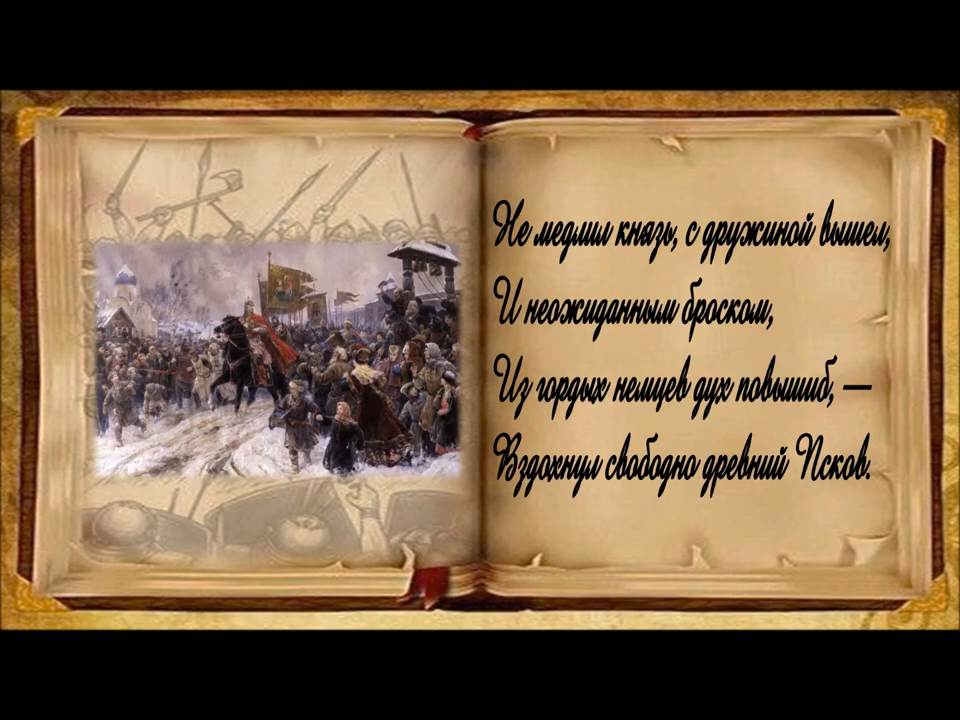 Не медлил князь, с дружиной вышел,
И неожиданным броском,
Из гордых немцев дух повышиб, —
Вздохнул свободно древний Псков.